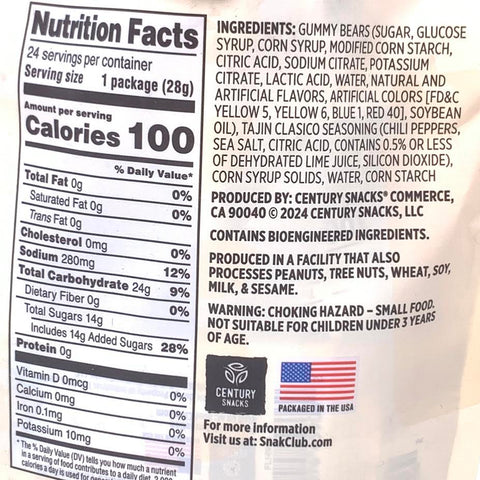 Nutrition Facts
24 servings per container
Serving size 1 package (28g)
Amount per serving
Calories 100
% Daily Value*
Total Fat 0g 0%
Saturated Fat 0g 0%
Trans Fat 0g
Cholesterol 0mg 0%
Sodium 280mg 12%
Total Carbohydrate 24g 9%
Dietary Fiber 0g 0%
Total Sugars 14g
Includes 14g Added Sugars 28%
Protein 0g
Vitamin D 0mcg 0%
Calcium 0mg 0%
Iron 0.1mg 0%
Potassium 10mg 0%
* The % Daily Value (DV) tells you how much a nutrient
in a serving of food contributes to a daily diet. 2,000
calories a day is used for general
INGREDIENTS: GUMMY BEARS (SUGAR, GLUCOSE
SYRUP, CORN SYRUP, MODIFIED CORN STARCH,
CITRIC ACID, SODIUM CITRATE, POTASSIUM
CITRATE, LACTIC ACID, WATER, NATURAL AND
ARTIFICIAL FLAVORS, ARTIFICIAL COLORS [FD&C
YELLOW 5, YELLOW 6, BLUE 1, RED 40], SOYBEAN
OIL), TAJIN CLASICO SEASONING (CHILI PEPPERS,
SEA SALT, CITRIC ACID, CONTAINS 0.5% OR LESS
OF DEHYDRATED LIME JUICE, SILICON DIOXIDE),
CORN SYRUP SOLIDS, WATER, CORN STARCH
PRODUCED BY: CENTURY SNACKS® COMMERCE,
CA 90040 © 2024 CENTURY SNACKS, LLC
CONTAINS BIOENGINEERED INGREDIENTS.
PRODUCED IN A FACILITY THAT ALSO
PROCESSES PEANUTS, TREE NUTS, WHEAT, SOY,
MILK, & SESAME.
WARNING: CHOKING HAZARD – SMALL FOOD.
NOT SUITABLE FOR CHILDREN UNDER 3 YEARS
OF AGE.
CENTURY
SNACKS
PACKAGED IN THE USA
For more information
Visit us at: SnakClub.com